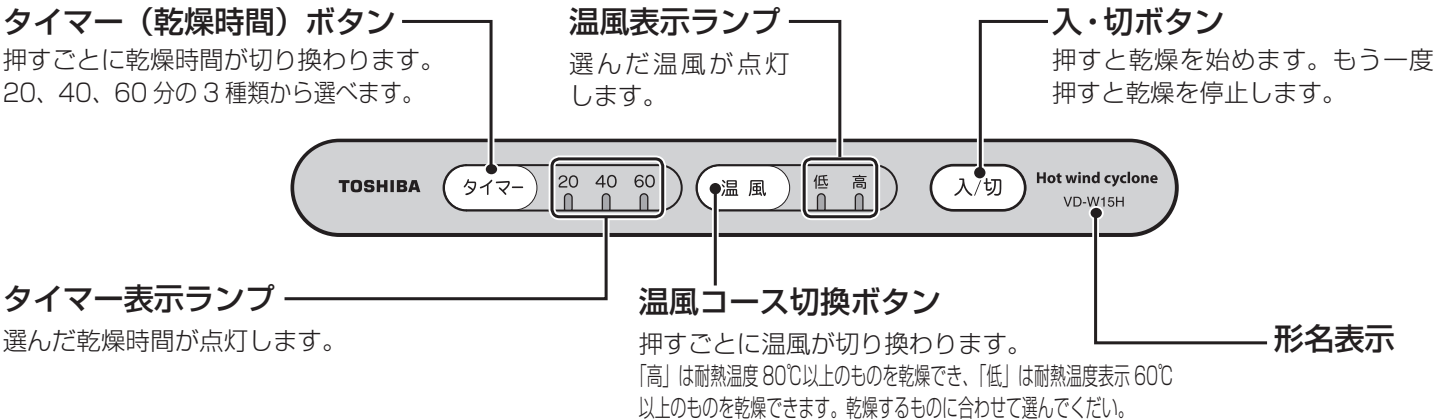 タイマー（乾燥時間）ボタン
押すごとに乾燥時間が切り換わります。
20、40、60 分の 3 種類から選べます。
温風表示ランプ
選んだ温風が点灯
します。
入・切ボタン
押すと乾燥を始めます。もう一度
押すと乾燥を停止します。
TOSHIBA タイマー 20 40 60 温 風 低 高 入/切 Hot wind cyclone
VD-W15H
タイマー表示ランプ
選んだ乾燥時間が点灯します。
温風コース切換ボタン
押すごとに温風が切り換わります。
「高」は耐熱温度 80℃以上のものを乾燥でき、「低」は耐熱温度表示 60℃
以上のものを乾燥できます。乾燥するものに合わせて選んでくだい。
形名表示